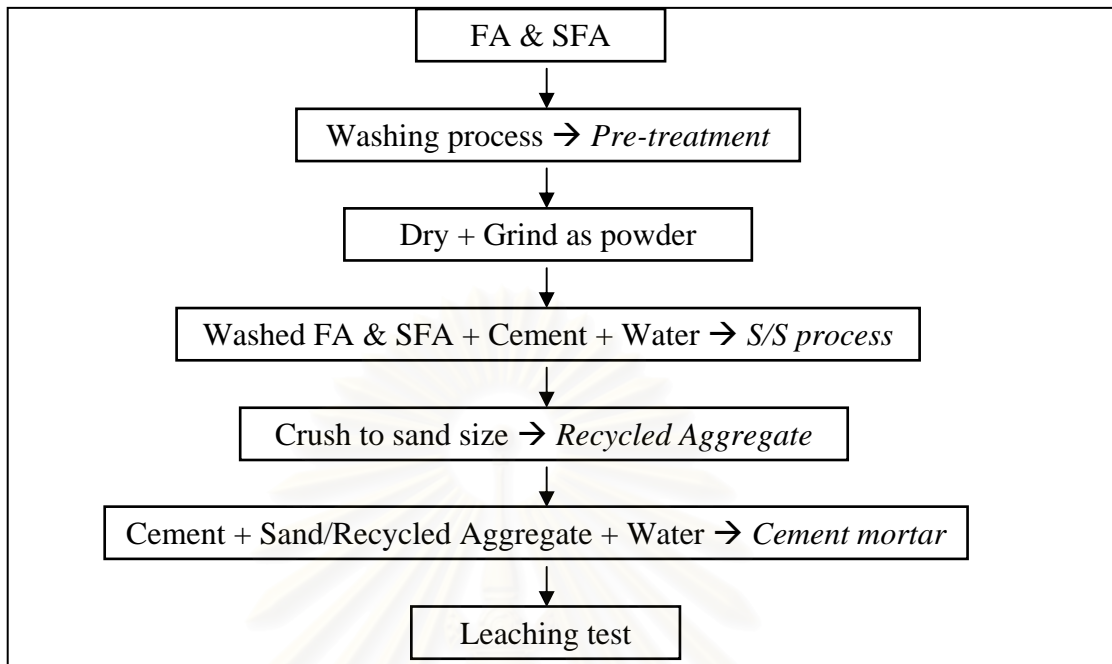 FA & SFA
Washing process → Pre-treatment
Dry + Grind as powder
Washed FA & SFA + Cement + Water → S/S process
Crush to sand size → Recycled Aggregate
Cement + Sand/Recycled Aggregate + Water → Cement mortar
Leaching test